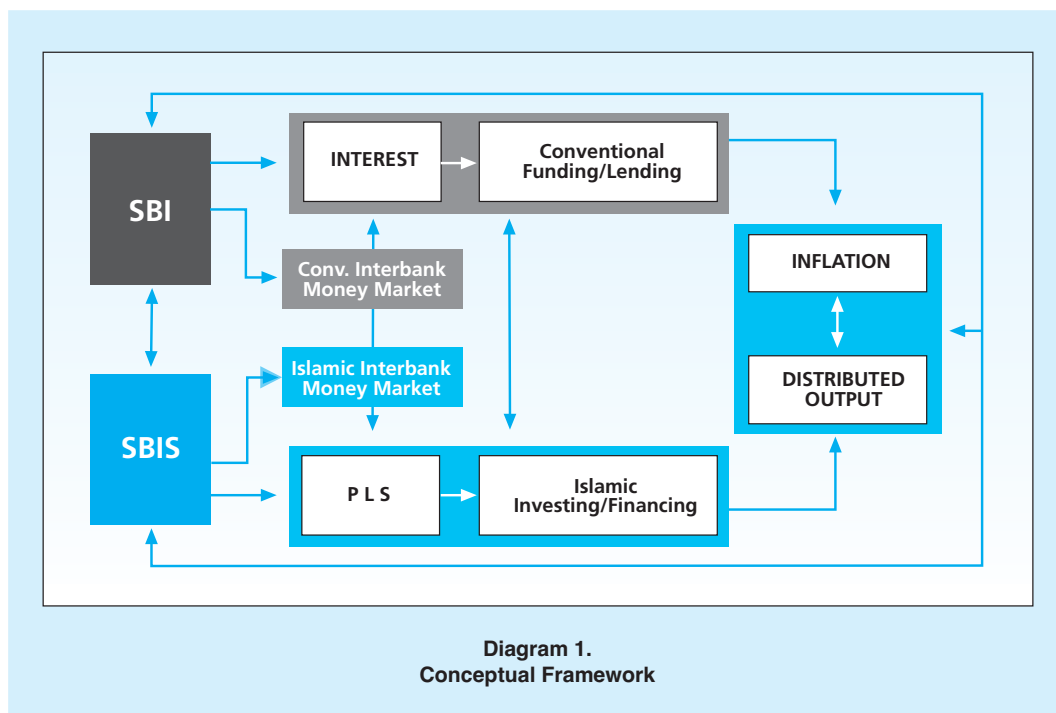 SBI
INTEREST
Conventional
Funding/Lending
Conv. Interbank
Money Market
INFLATION
Islamic Interbank
Money Market
DISTRIBUTED
OUTPUT
SBIS
P L S
Islamic
Investing/Financing
Diagram 1.
Conceptual Framework